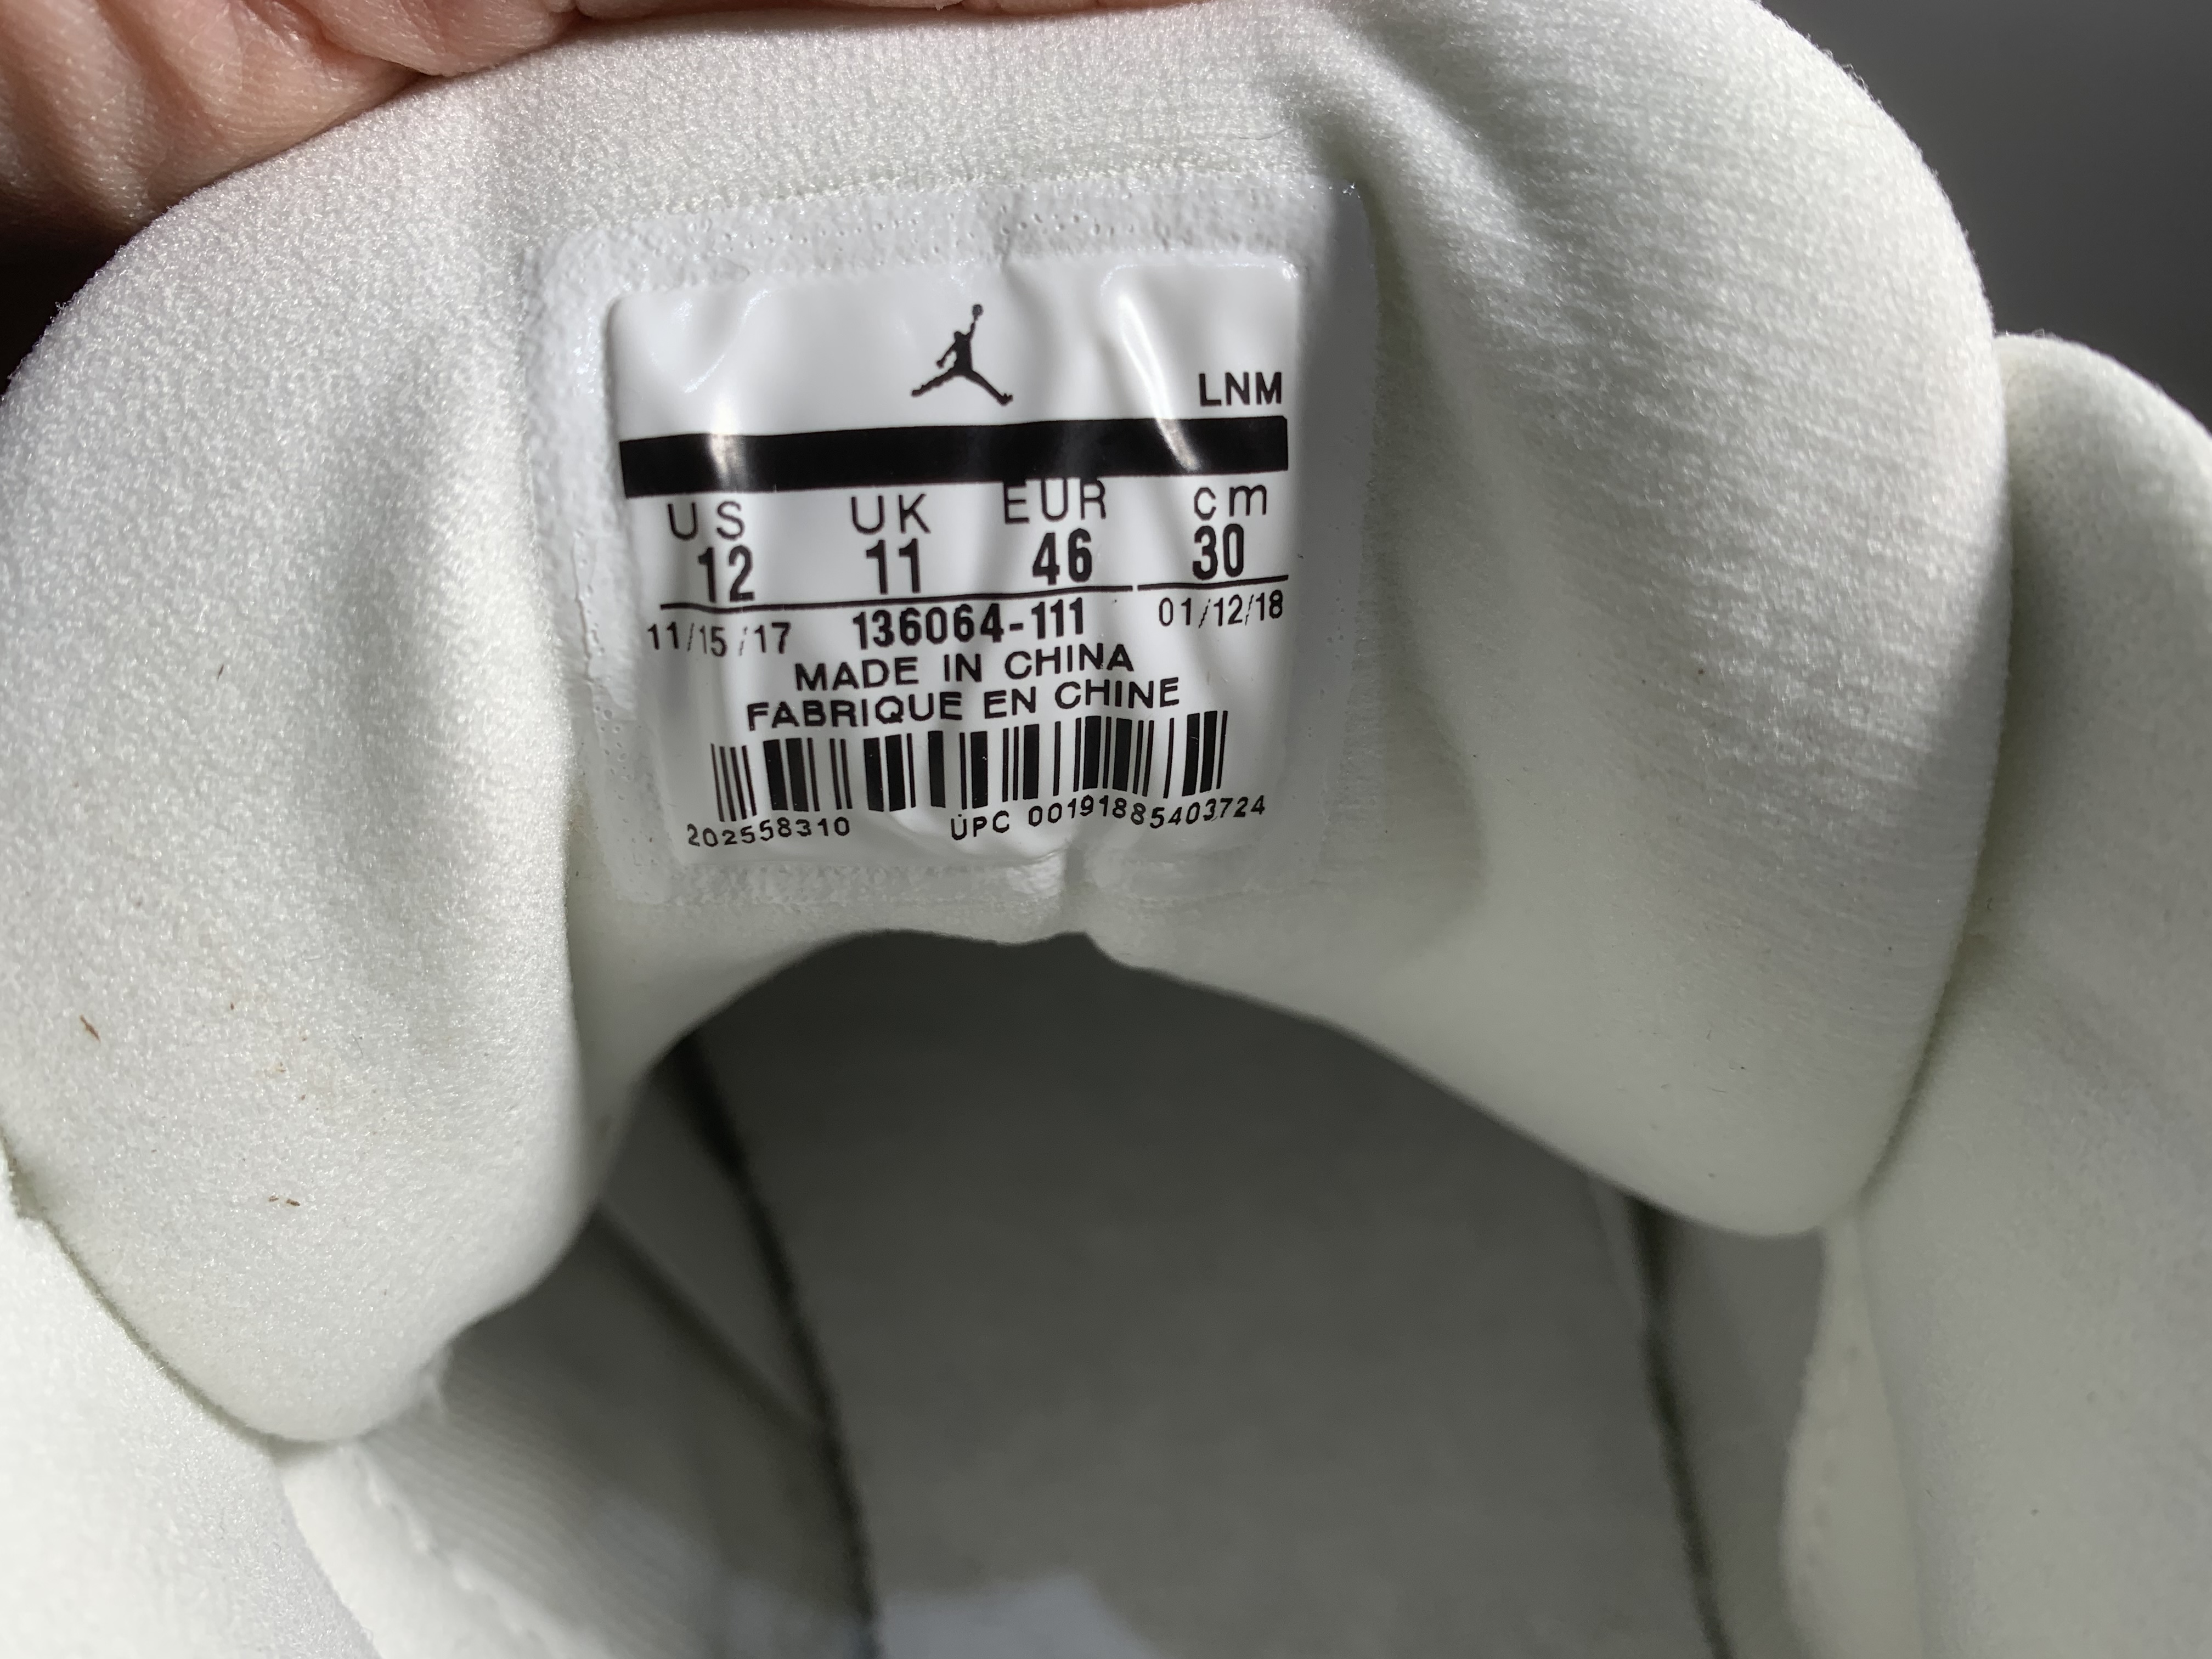 LNM
US UK EUR cm
12 11 46 30
11/15/17 136064-111 01/12/18
MADE IN CHINA
FABRIQUE EN CHINE
202558310 UPC 00191885403724